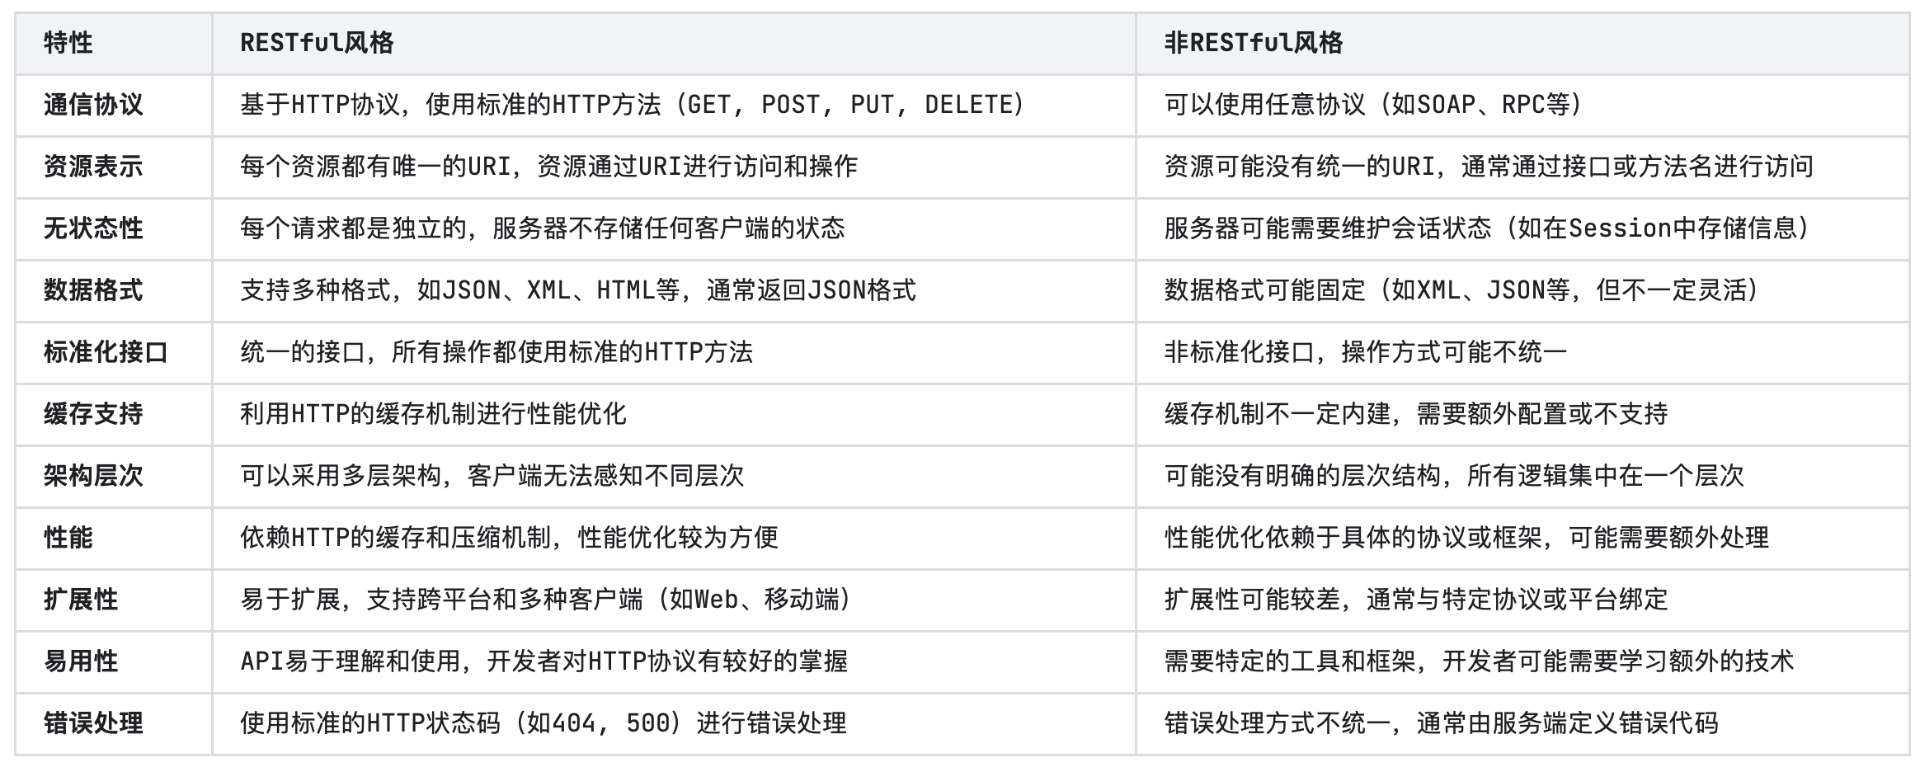 特性 RESTful风格 非RESTful风格
通信协议 基于HTTP协议，使用标准的HTTP方法（GET, POST, PUT, DELETE） 可以使用任意协议（如SOAP、RPC等）
资源表示 每个资源都有唯一的URI，资源通过URI进行访问和操作 资源可能没有统一的URI，通常通过接口或方法名进行访问
无状态性 每个请求都是独立的，服务器不存储任何客户端的状态 服务器可能需要维护会话状态（如在Session中存储信息）
数据格式 支持多种格式，如JSON、XML、HTML等，通常返回JSON格式 数据格式可能固定（如XML、JSON等，但不一定灵活）
标准化接口 统一的接口，所有操作都使用标准的HTTP方法 非标准化接口，操作方式可能不统一
缓存支持 利用HTTP的缓存机制进行性能优化 缓存机制不一定内建，需要额外配置或不支持
架构层次 可以采用多层架构，客户端无法感知不同层次 可能没有明确的层次结构，所有逻辑集中在一个层次
性能 依赖HTTP的缓存和压缩机制，性能优化较为方便 性能优化依赖于具体的协议或框架，可能需要额外处理
扩展性 易于扩展，支持跨平台和多种客户端（如Web、移动端） 扩展性可能较差，通常与特定协议或平台绑定
易用性 API易于理解和使用，开发者对HTTP协议有较好的掌握 需要特定的工具和框架，开发者可能需要学习额外的技术
错误处理 使用标准的HTTP状态码（如404, 500）进行错误处理 错误处理方式不统一，通常由服务端定义错误代码